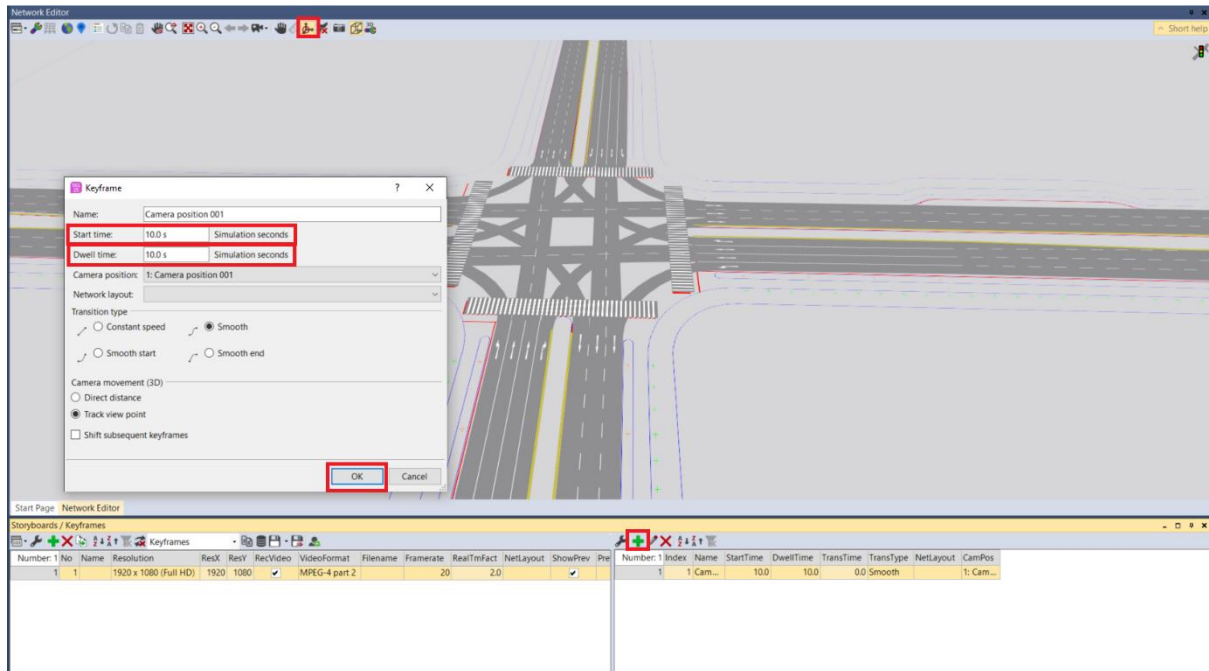 Network Editor
Short help
Keyframe
Name: Camera position 001
Start time: 10.0 s Simulation seconds
Dwell time: 10.0 s Simulation seconds
Camera position: 1: Camera position 001
Network layout:
Transition type
Constant speed Smooth
Smooth start Smooth end
Camera movement (3D)
Direct distance
Track view point
Shift subsequent keyframes
OK Cancel
Start Page Network Editor
Storyboards / Keyframes
Keyframes
Number: 1 No Name Resolution ResX ResY RecVideo VideoFormat Filename Framerate RealTmFact NetLayout ShowPrev Pre
1 1 1920 x 1080 (Full HD) 1920 1080 MPEG-4 part 2 20 2.0
Number: 1 Index Name StartTime DwellTime TransTime TransType NetLayout CamPos
1 1 Cam... 10.0 10.0 0.0 Smooth 1: Cam...